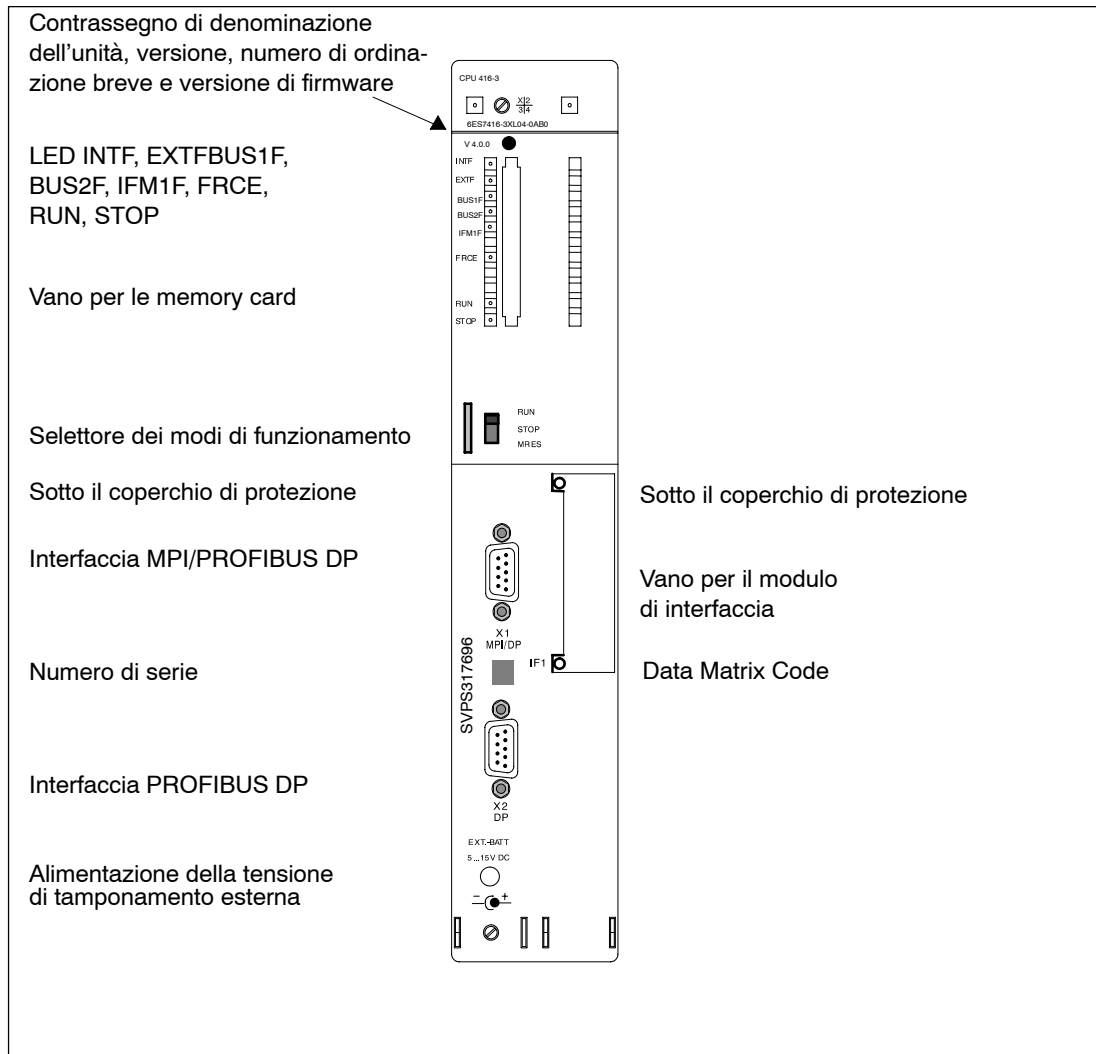 Contrassegno di denominazione
dell'unità, versione, numero di ordina-
zione breve e versione di firmware
CPU 416-3
X 2
3 4
6ES7416-3XL04-0AB0
V 4.0.0
LED INTF, EXTFBUS1F,
BUS2F, IFM1F, FRCE,
RUN, STOP
INTF
EXTF
BUS1F
BUS2F
IFM1F
FRCE
RUN
STOP
Vano per le memory card
Selettore dei modi di funzionamento
RUN
STOP
MRES
Sotto il coperchio di protezione
Sotto il coperchio di protezione
Interfaccia MPI/PROFIBUS DP
Vano per il modulo
di interfaccia
X1
MPI/DP
IF1
Numero di serie
SVPS317696
Data Matrix Code
Interfaccia PROFIBUS DP
X2
DP
EXT.-BATT
5...15V DC
Alimentazione della tensione
di tamponamento esterna
− +